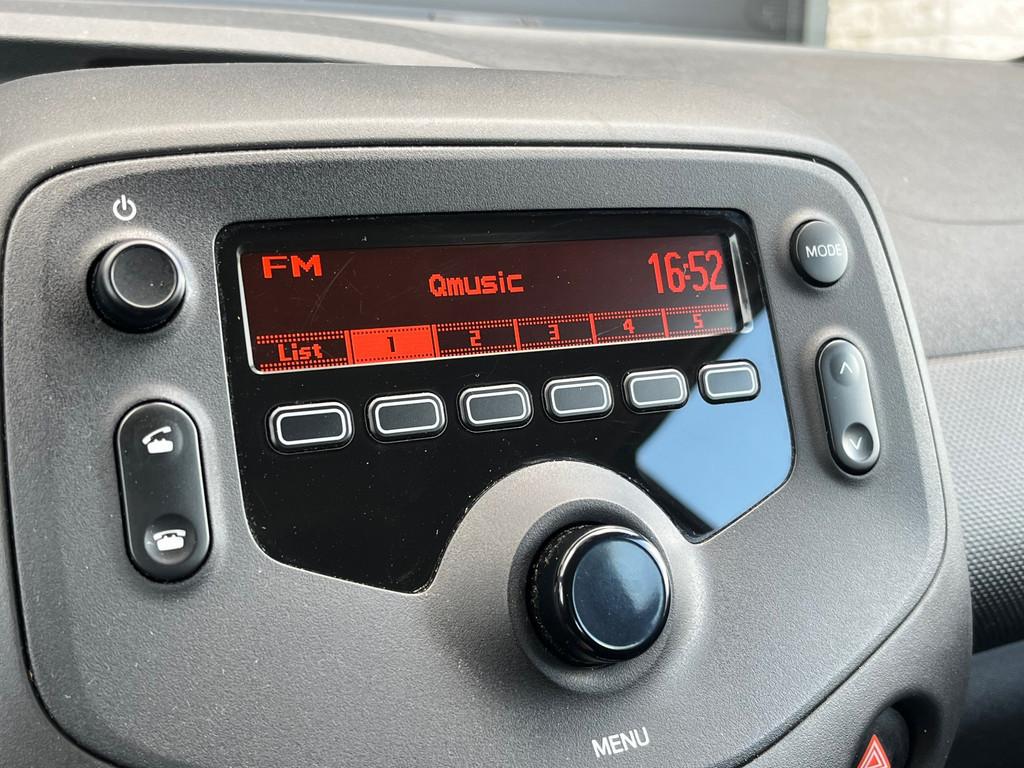 FM
Qmusic
16:52
MODE
List 1 2 3 4 5
MENU